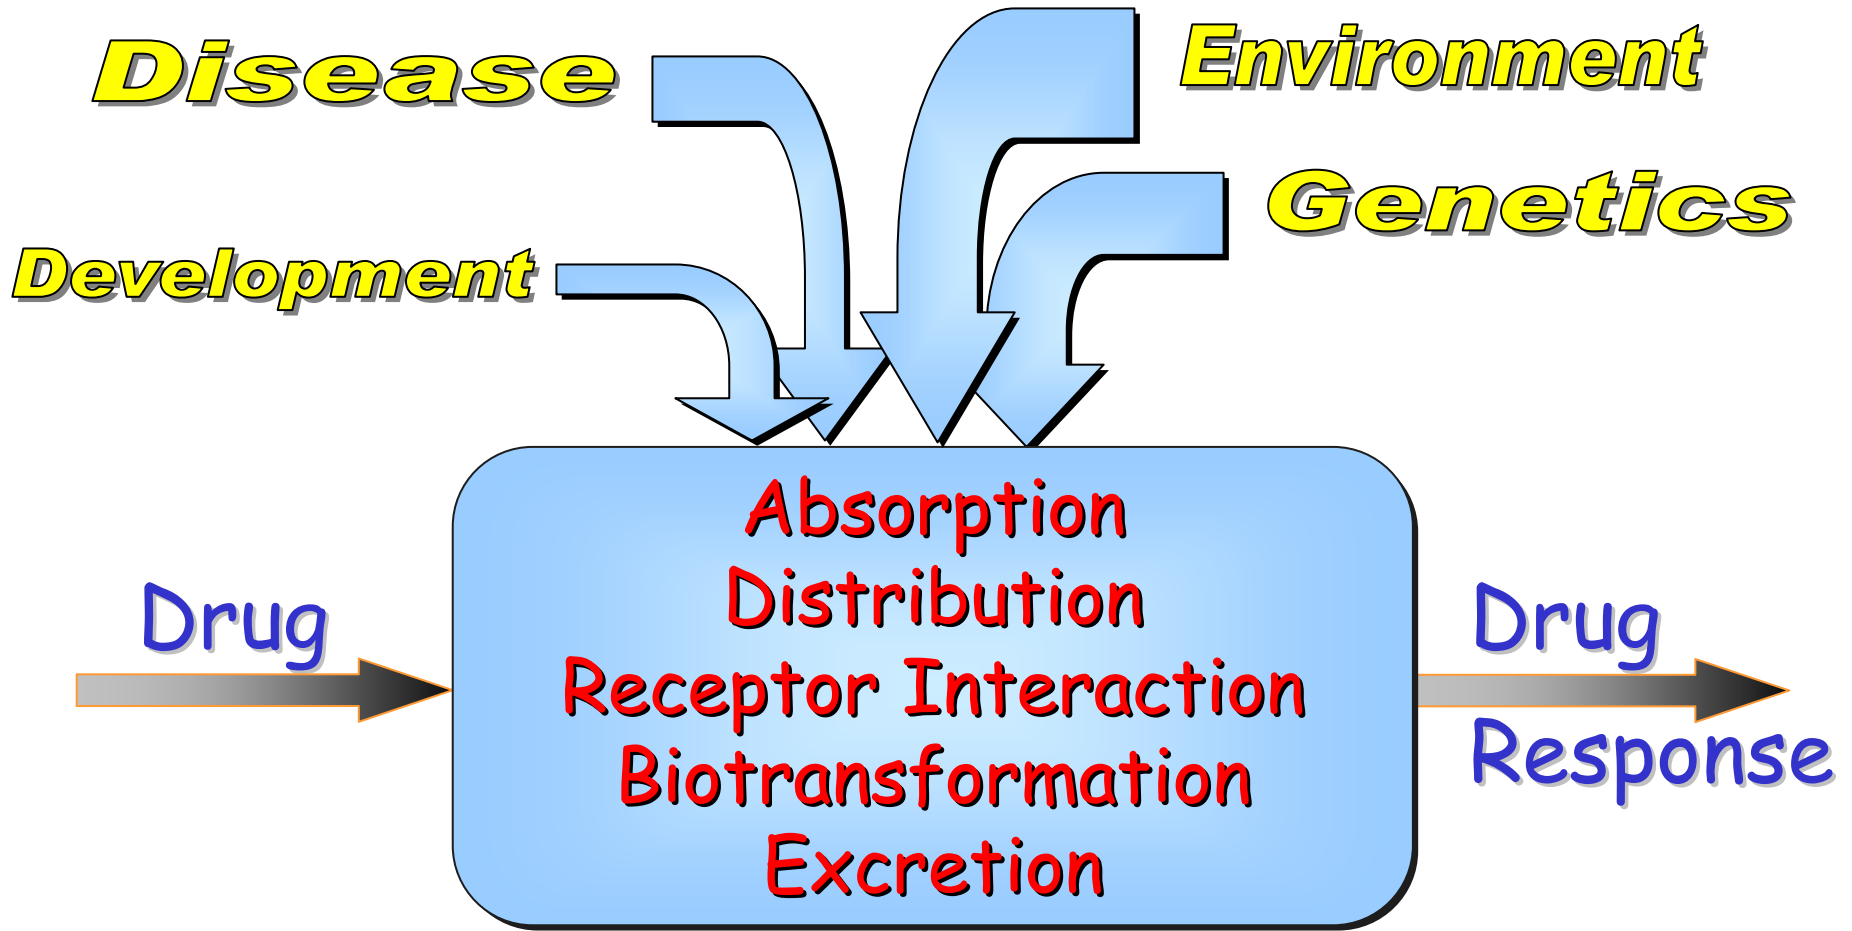 Disease
Environment
Genetics
Development
Absorption
Distribution
Receptor Interaction
Biotransformation
Excretion
Drug
Drug
Response